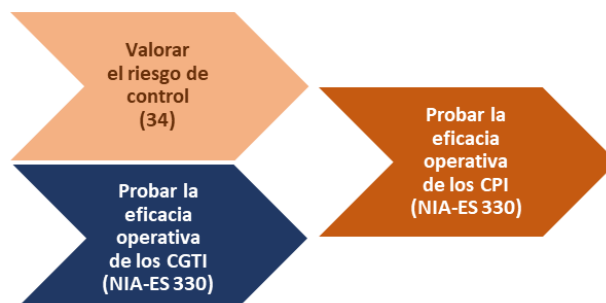 Valorar
el riesgo de
control
(34)
Probar la
eficacia
operativa
de los CGTI
(NIA-ES 330)
Probar la
eficacia
operativa
de los CPI
(NIA-ES 330)